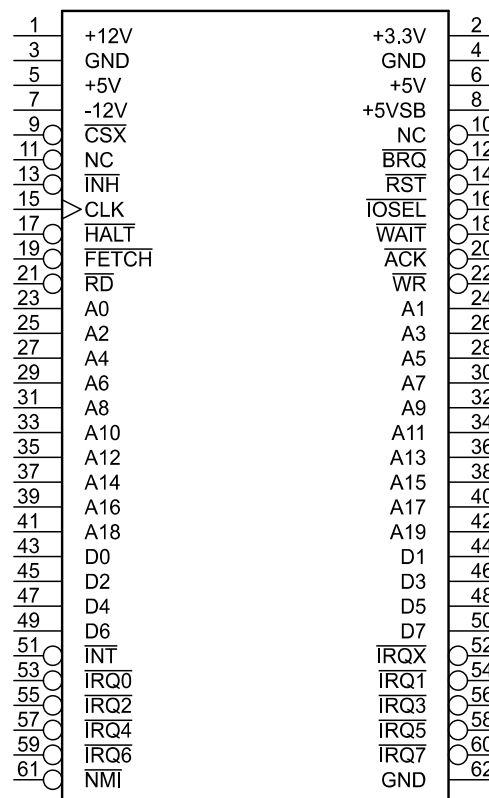 1 +12V +3.3V 2
3 GND GND 4
5 +5V +5V 6
7 -12V +5VSB 8
9 CSX NC 10
11 NC BRQ 12
13 INH RST 14
15 CLK IOSEL 16
17 HALT WAIT 18
19 FETCH ACK 20
21 RD WR 22
23 A0 A1 24
25 A2 A3 26
27 A4 A5 28
29 A6 A7 30
31 A8 A9 32
33 A10 A11 34
35 A12 A13 36
37 A14 A15 38
39 A16 A17 40
41 A18 A19 42
43 D0 D1 44
45 D2 D3 46
47 D4 D5 48
49 D6 D7 50
51 INT IRQX 52
53 IRQ0 IRQ1 54
55 IRQ2 IRQ3 56
57 IRQ4 IRQ5 58
59 IRQ6 IRQ7 60
61 NMI GND 62